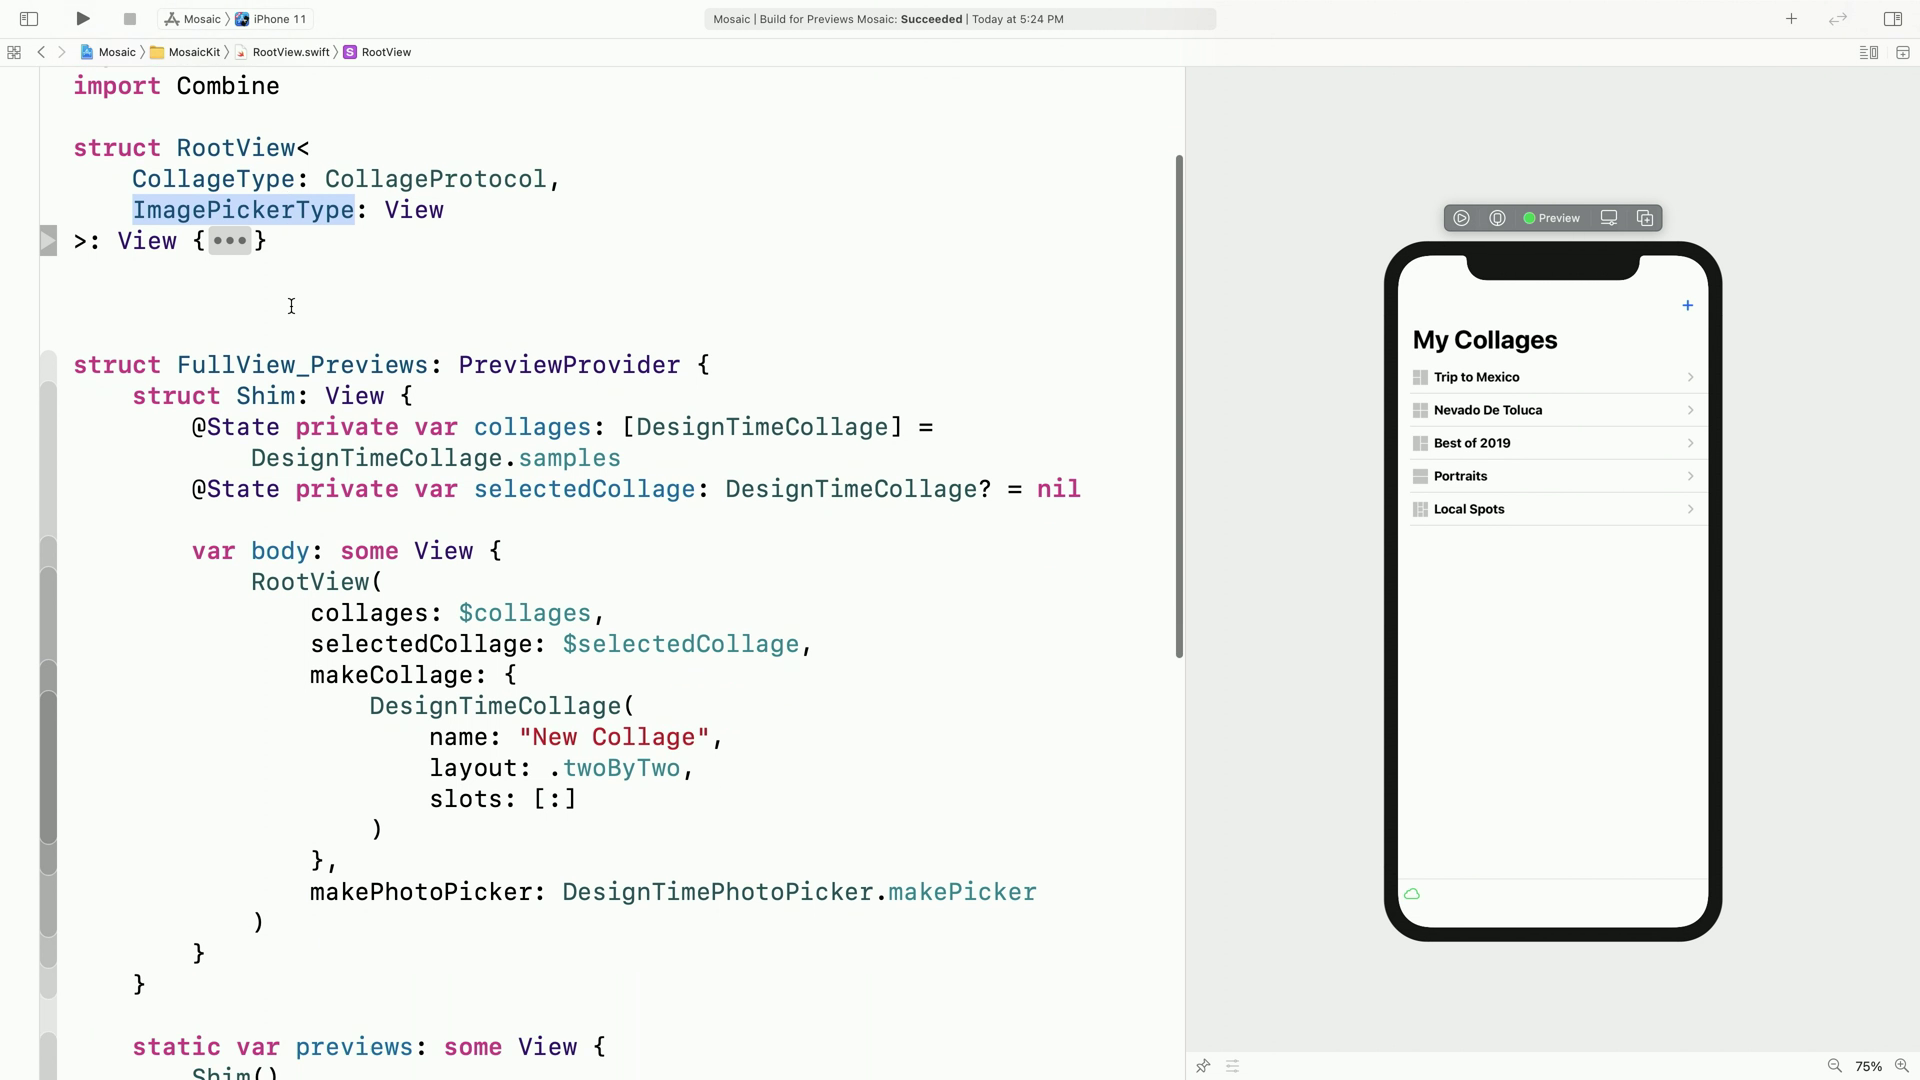 Mosaic
iPhone 11
Mosaic | Build for Previews Mosaic: Succeeded | Today at 5:24 PM
Mosaic
MosaicKit
RootView.swift
S RootView
import Combine
struct RootView<
CollageType: CollageProtocol,
ImagePickerType: View
>: View {•••}
struct FullView_Previews: PreviewProvider {
struct Shim: View {
@State private var collages: [DesignTimeCollage] =
DesignTimeCollage.samples
@State private var selectedCollage: DesignTimeCollage? = nil
var body: some View {
RootView(
collages: $collages,
selectedCollage: $selectedCollage,
makeCollage: {
DesignTimeCollage(
name: "New Collage",
layout: .twoByTwo,
slots: [:]
)
},
makePhotoPicker: DesignTimePhotoPicker.makePicker
)
}
}
static var previews: some View {
Shim()
Preview
+
My Collages
Trip to Mexico
Nevado De Toluca
Best of 2019
Portraits
Local Spots
75%